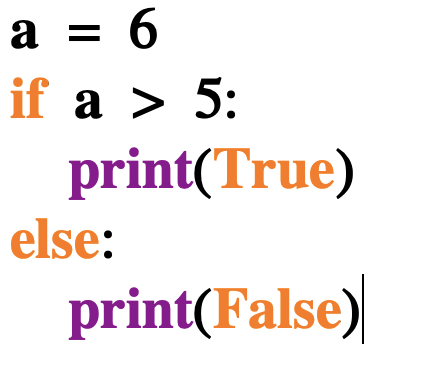 a = 6
if a > 5:
    print(True)
else:
    print(False)